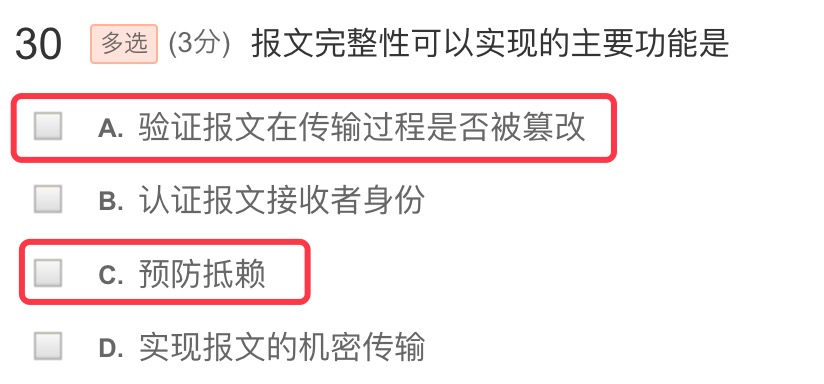 30 多选 (3分) 报文完整性可以实现的主要功能是
A. 验证报文在传输过程是否被篡改
B. 认证报文接收者身份
C. 预防抵赖
D. 实现报文的机密传输